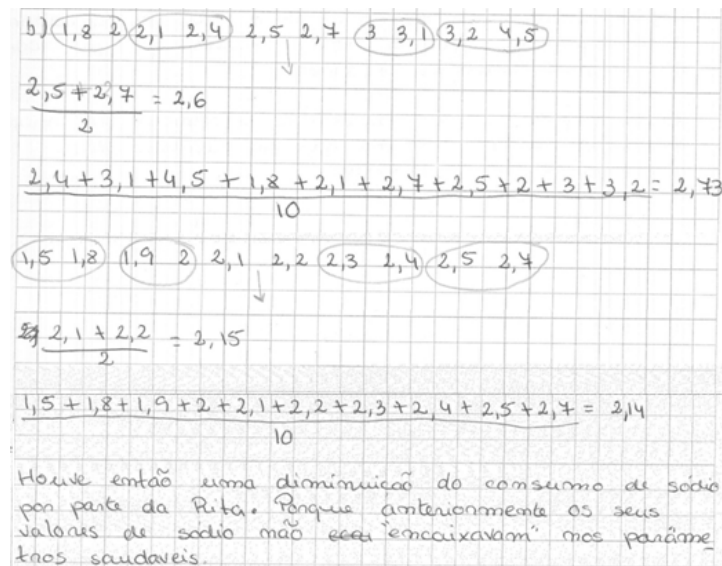 b) 1,8 2 2,1 2,4 2,5 2,7 3 3,1 3,2 4,5
2,5 + 2,7 = 2,6
2
2,4 + 3,1 + 4,5 + 1,8 + 2,1 + 2,7 + 2,5 + 2 + 3 + 3,2 = 2,73
10
1,5 1,8 1,9 2 2,1 2,2 2,3 2,4 2,5 2,7
2,1 + 2,2 = 2,15
2
1,5 + 1,8 + 1,9 + 2 + 2,1 + 2,2 + 2,3 + 2,4 + 2,5 + 2,7 = 2,14
10
Houve então uma diminuicoõ do consumo de sódio
por parte da Rita. Porque anteriormente os seus
valores de sódio não "encaixavam" nos parâme_
tros saudaveis.